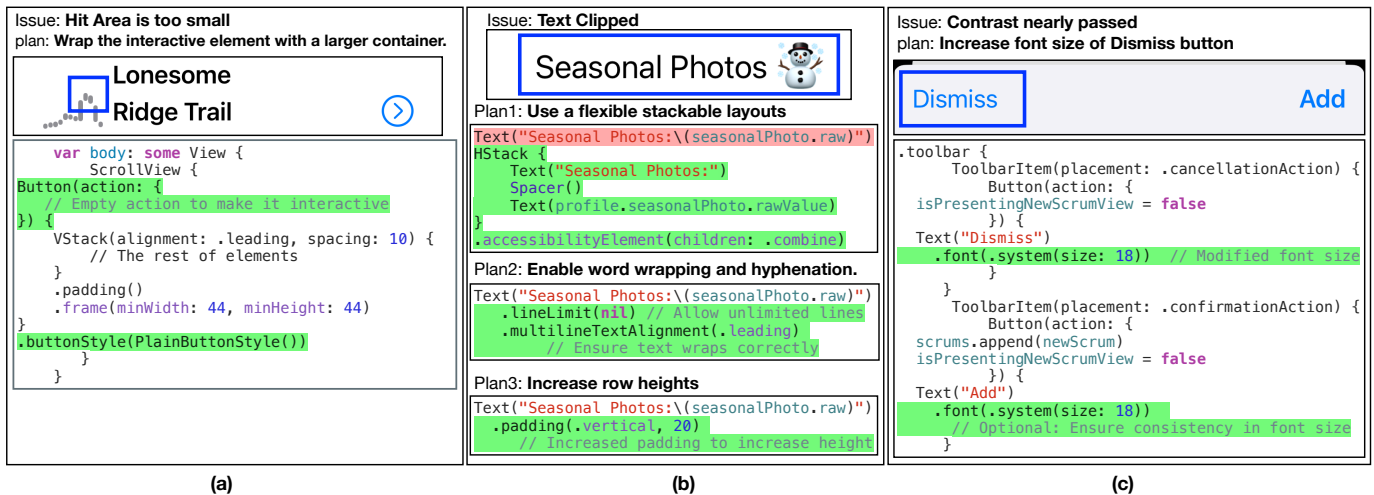 Issue: Hit Area is too small
plan: Wrap the interactive element with a larger container.
Lonesome
Ridge Trail
var body: some View {
ScrollView {
Button(action: {
// Empty action to make it interactive
}) {
VStack(alignment: .leading, spacing: 10) {
// The rest of elements
}
.padding()
.frame(minWidth: 44, minHeight: 44)
}
.buttonStyle(PlainButtonStyle())
}
}
(a)
Issue: Text Clipped
Seasonal Photos ☃️
Plan1: Use a flexible stackable layouts
Text("Seasonal Photos:\(seasonalPhoto.raw)")
HStack {
Text("Seasonal Photos:")
Spacer()
Text(profile.seasonalPhoto.rawValue)
}
.accessibilityElement(children: .combine)
Plan2: Enable word wrapping and hyphenation.
Text("Seasonal Photos:\(seasonalPhoto.raw)")
.lineLimit(nil) // Allow unlimited lines
.multilineTextAlignment(.leading)
// Ensure text wraps correctly
Plan3: Increase row heights
Text("Seasonal Photos:\(seasonalPhoto.raw)")
.padding(.vertical, 20)
// Increased padding to increase height
(b)
Issue: Contrast nearly passed
plan: Increase font size of Dismiss button
Dismiss Add
.toolbar {
ToolbarItem(placement: .cancellationAction) {
Button(action: {
isPresentingNewScrumView = false
}) {
Text("Dismiss")
.font(.system(size: 18)) // Modified font size
}
}
ToolbarItem(placement: .confirmationAction) {
Button(action: {
scrums.append(newScrum)
isPresentingNewScrumView = false
}) {
Text("Add")
.font(.system(size: 18))
// Optional: Ensure consistency in font size
}
(c)